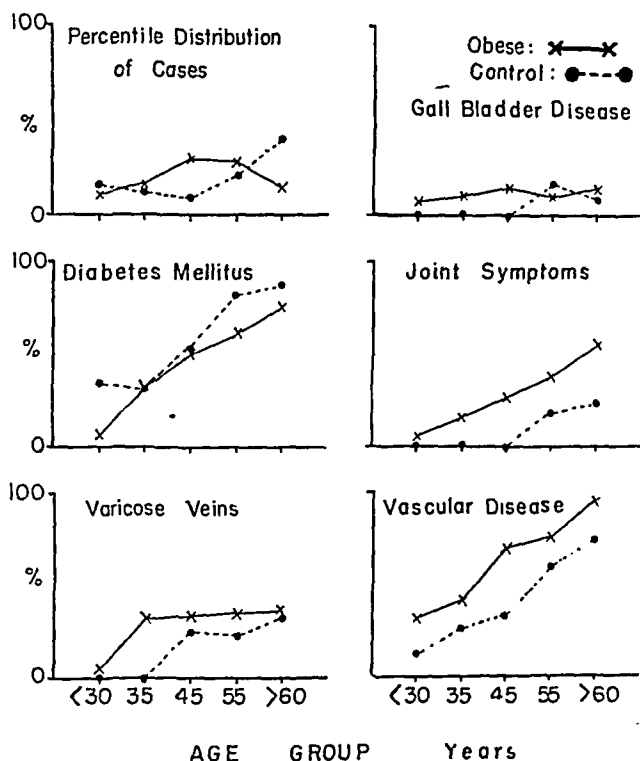 100
Percentile Distribution
of Cases
%
0
Obese:
Control:
Gall Bladder Disease
100
Diabetes Mellitus
%
0
Joint Symptoms
100
Varicose Veins
%
0
<30 35 45 55 >60
Vascular Disease
<30 35 45 55 >60
AGE GROUP Years